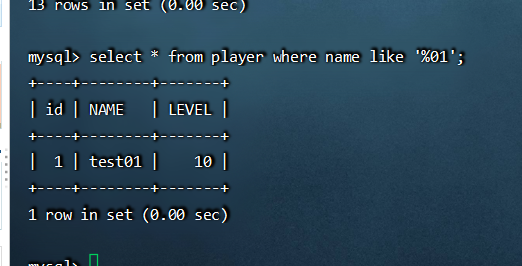 13 rows in set (0.00 sec)
mysql> select * from player where name like '%01';
+----+--------+-------+
| id | NAME   | LEVEL |
+----+--------+-------+
|  1 | test01 |    10 |
+----+--------+-------+
1 row in set (0.00 sec)
mysql>